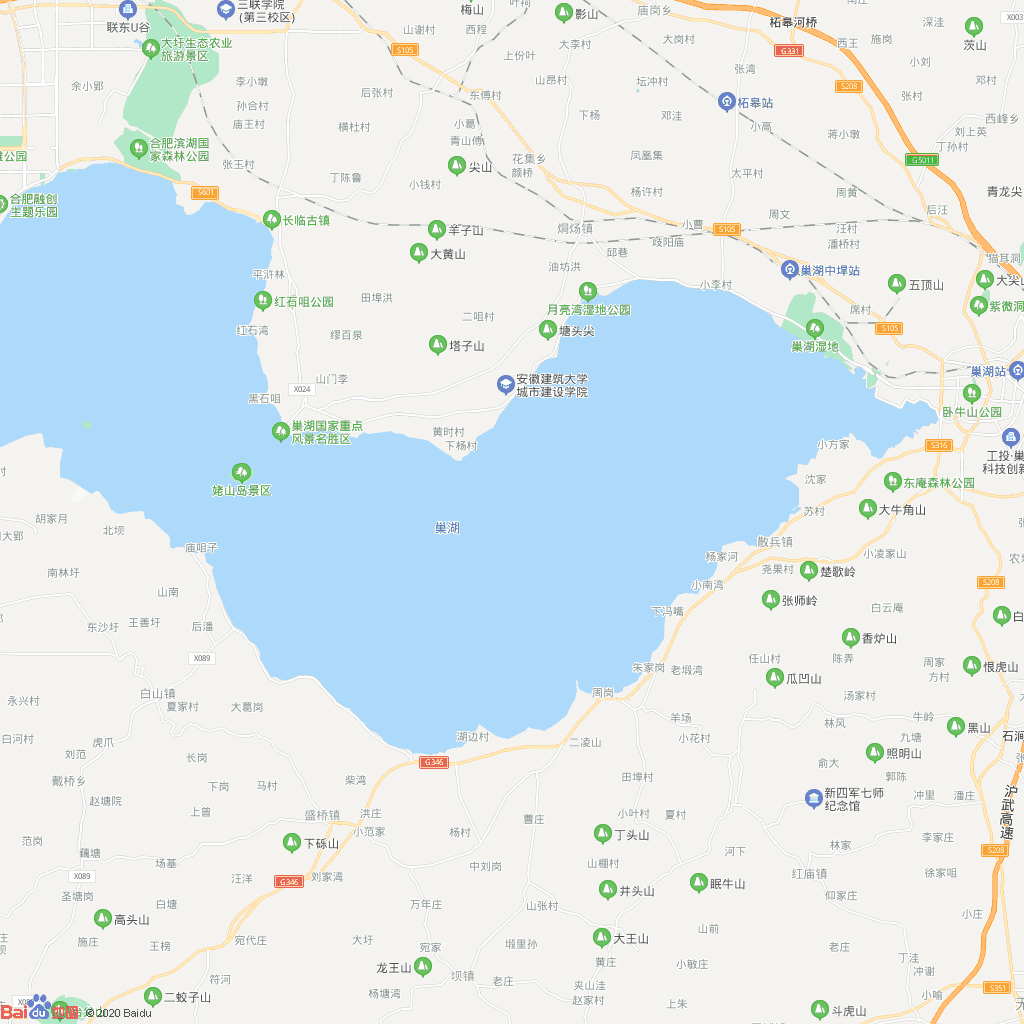 三联学院
(第三校区)
梅山
影山
庙岗乡
柘皋河桥
深洼
X003
联东U谷
大圩生态农业
旅游景区
山谢村
西程
S105
大李村
大岗村
G331
西王
施岗
茨山
上份叶
余小郢
李小墩
后张村
山昂村
坛冲村
张湾
S208
小刘
邓村
东傅村
孙合村
庙王村
横杜村
小葛
青山傅
下杨
邓洼
柘皋站
小高
张村
蒋小墩
西峰乡
刘上英
丁孙村
合肥滨湖国
家森林公园
张玉村
花集乡
颜桥
凤凰集
G5011
尖山
丁陈鲁
小钱村
太平村
杨许村
周黄
青龙尖
S601
合肥融创
主题乐园
长临古镇
羊子山
烔炀镇
小曹
S105
周文
后汪
汪村
潘桥村
大黄山
邱巷
歧阳庙
猫耳洞
平浒林
油坊洪
巢湖中垾站
大尖山
红石咀公园
田埠洪
小李村
五顶山
月亮湾湿地公园
席村
紫微洞
红石湾
缪百泉
二咀村
塘头尖
S105
巢湖湿地
塔子山
山门李
X024
安徽建筑大学
城市建设学院
巢湖站
黑石咀
卧牛山公园
巢湖国家重点
风景名胜区
黄时村
下杨村
小方家
S316
工投·巢
科技创新
姥山岛景区
沈家
东庵森林公园
胡家月
北坝
巢湖
苏村
大牛角山
大郢
庙咀子
散兵镇
杨家河
小凌家山
南林圩
尧果村
楚歌岭
山南
小南湾
S208
张师岭
白云庵
东沙圩
王善圩
后潘
下冯嘴
香炉山
X089
任山村
陈弄
朱家岗
老塅湾
周家
方村
恨虎山
瓜凹山
白山镇
永兴村
夏家村
大葛岗
周岗
汤家村
羊场
林风
牛岭
白河村
虎爪
湖边村
二凌山
小花村
九塘
黑山
石涧
刘范
长岗
G346
照明山
俞大
戴桥乡
下岗
马村
柴湾
田埠村
郭陈
沪武高速
赵塘院
上曾
盛桥镇
洪庄
小叶村
夏村
新四军七师
纪念馆
冲里
潘庄
范岗
小范家
杨村
曹庄
丁头山
李家庄
下砾山
林家
河下
S208
藕塘
场基
中刘岗
山棚村
徐家咀
X089
汪洋
G346
刘家湾
红庙镇
眠牛山
圣塘岗
白塘
万年庄
井头山
仰家庄
山张村
高头山
小庄
施庄
王榜
宛代庄
大圩
宛家
塅里孙
大王山
山前
老庄
黄庄
丁洼
龙王山
坝镇
小敏庄
冲谢
符河
老庄
夹山洼
赵家村
S351
二蛟子山
杨塘湾
上朱
小喻
斗虎山
© 2020 Baidu